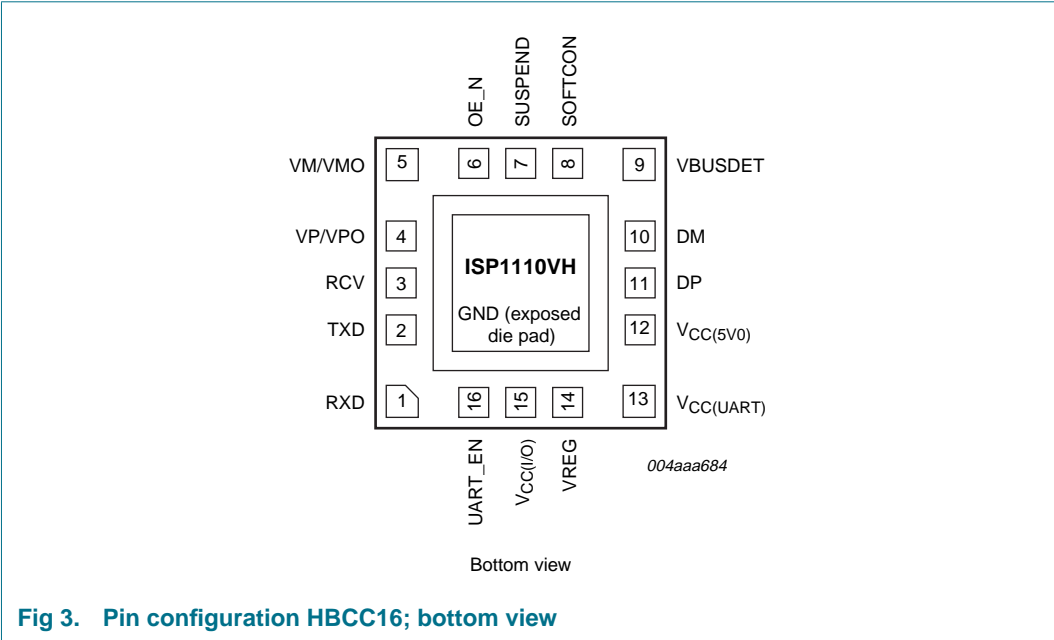 OE_N
SUSPEND
SOFTCON
VM/VMO 5 6 7 8 9 VBUSDET
VP/VPO 4 10 DM
ISP1110VH
RCV 3 11 DP
GND (exposed
die pad)
TXD 2 12 VCC(5V0)
RXD 1 16 15 14 13 VCC(UART)
UART_EN
VCC(I/O)
VREG
004aaa684
Bottom view
Fig 3. Pin configuration HBCC16; bottom view